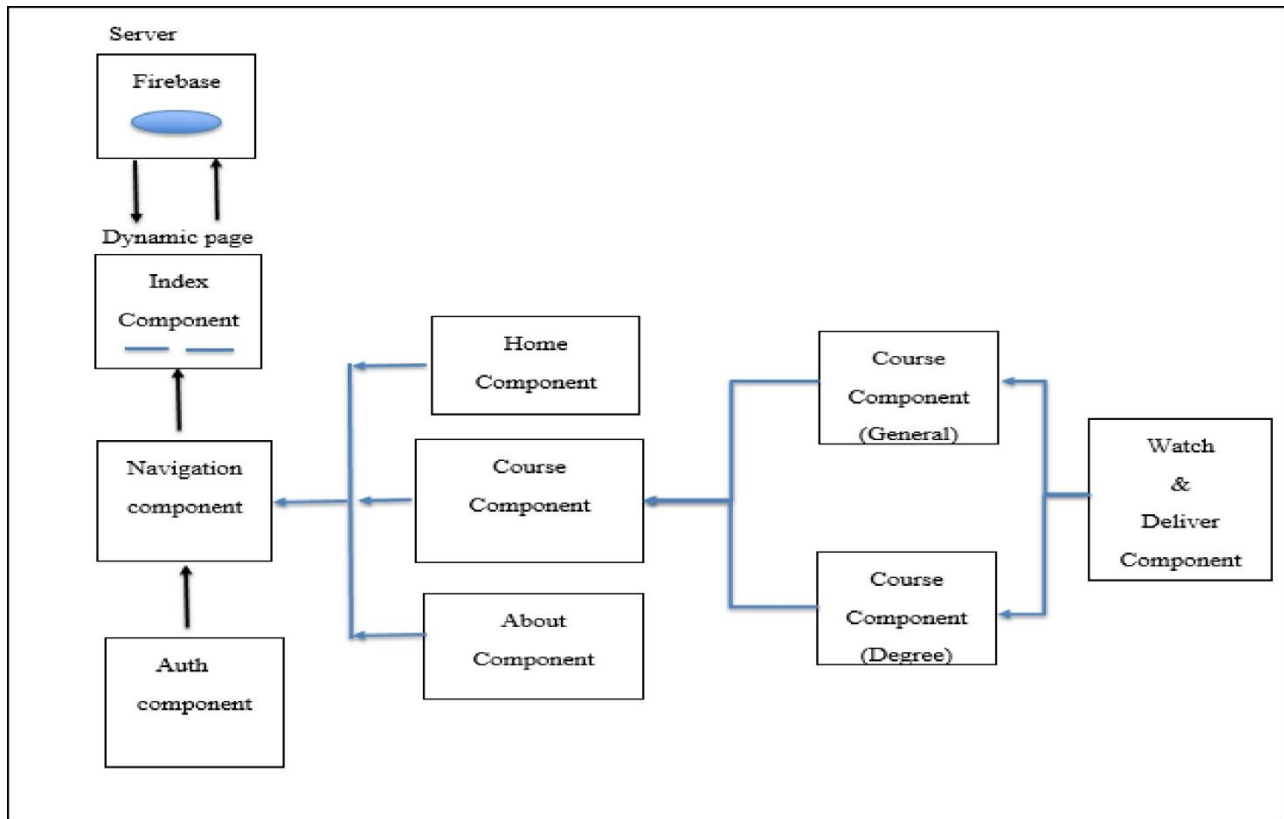 Server
Firebase
Dynamic page
Index
Component
Navigation
component
Auth
component
Home
Component
Course
Component
About
Component
Course
Component
(General)
Course
Component
(Degree)
Watch
&
Deliver
Component